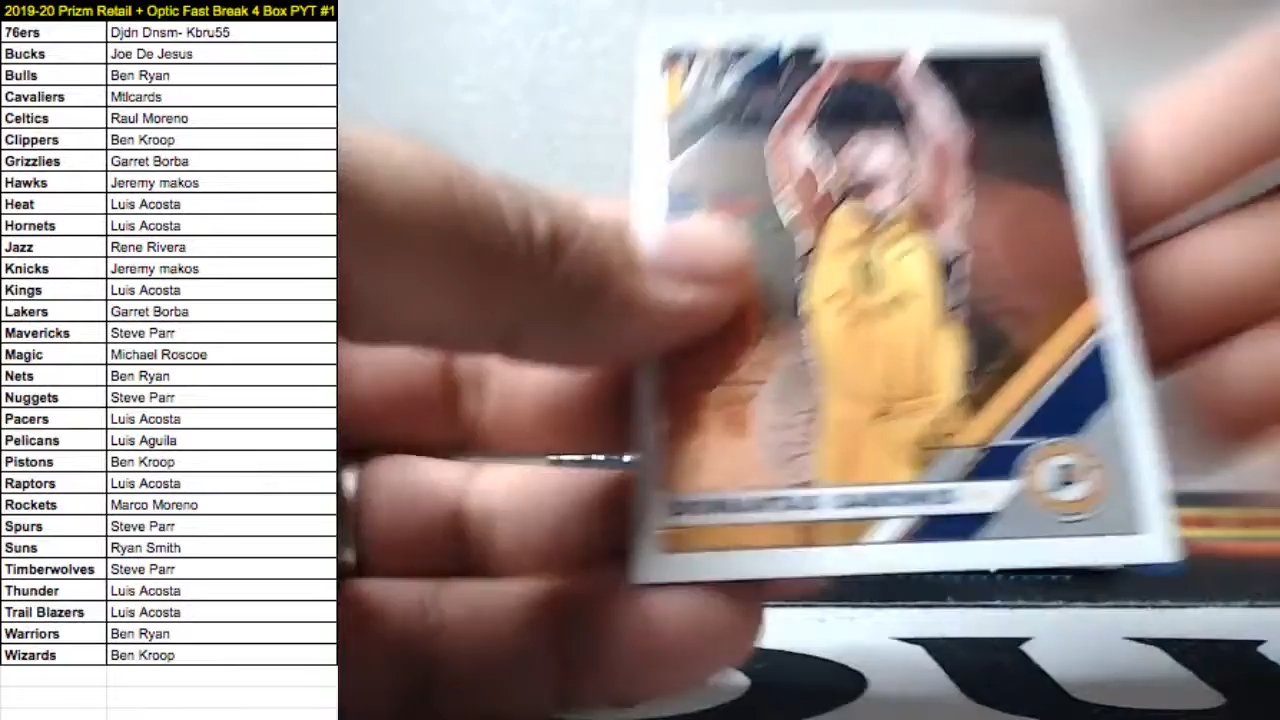 2019-20 Prizm Retail + Optic Fast Break 4 Box PYT #1
76ers Djdn Dnsm- Kbru55
Bucks Joe De Jesus
Bulls Ben Ryan
Cavaliers Mtlcards
Celtics Raul Moreno
Clippers Ben Kroop
Grizzlies Garret Borba
Hawks Jeremy makos
Heat Luis Acosta
Hornets Luis Acosta
Jazz Rene Rivera
Knicks Jeremy makos
Kings Luis Acosta
Lakers Garret Borba
Mavericks Steve Parr
Magic Michael Roscoe
Nets Ben Ryan
Nuggets Steve Parr
Pacers Luis Acosta
Pelicans Luis Aguila
Pistons Ben Kroop
Raptors Luis Acosta
Rockets Marco Moreno
Spurs Steve Parr
Suns Ryan Smith
Timberwolves Steve Parr
Thunder Luis Acosta
Trail Blazers Luis Acosta
Warriors Ben Ryan
Wizards Ben Kroop